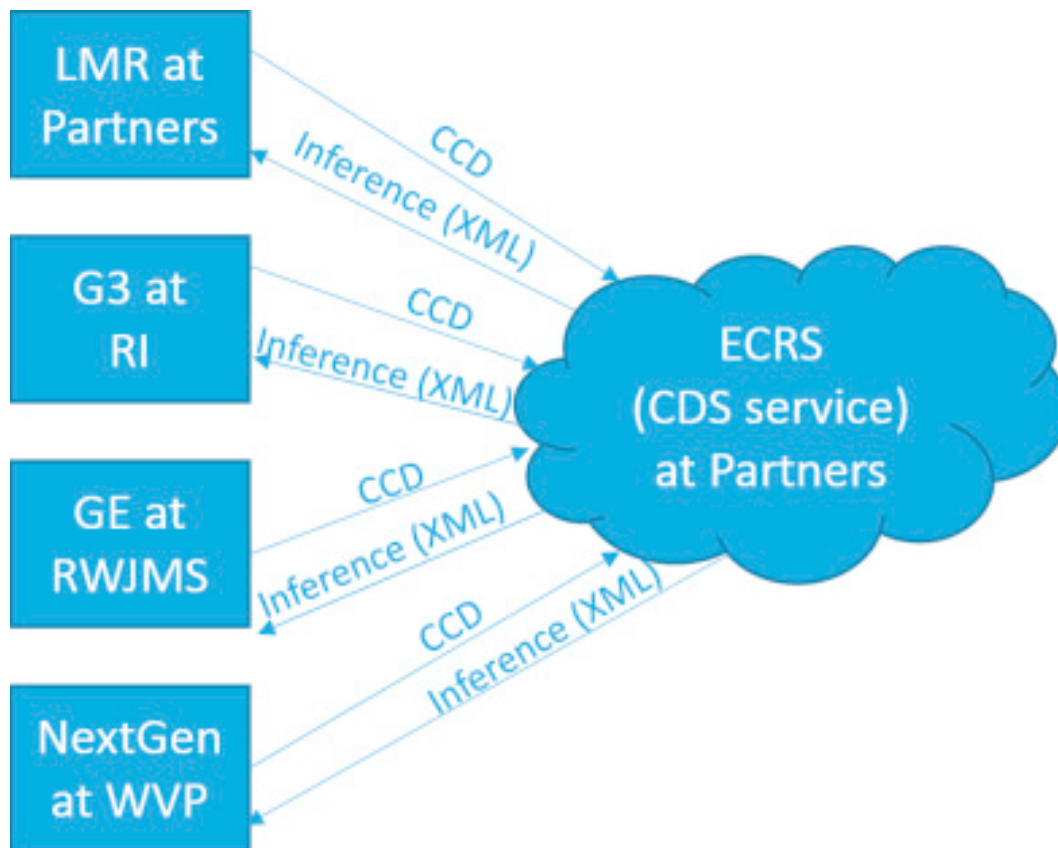 LMR at
Partners
CCD
Inference (XML)
G3 at
RI
CCD
Inference (XML)
GE at
RWJMS
CCD
Inference (XML)
NextGen
at WVP
CCD
Inference (XML)
ECRS
(CDS service)
at Partners